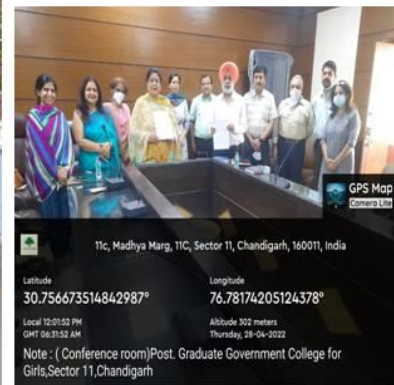 GPS Map
Camera Lite
11c, Madhya Marg, 11C, Sector 11, Chandigarh, 160011, India
Latitude
30.756673514842987°
Longitude
76.78174205124378°
Local 12:01:52 PM
GMT 06:31:52 AM
Altitude 302 meters
Thursday, 28-04-2022
Note : ( Conference room)Post. Graduate Government College for
Girls,Sector 11,Chandigarh